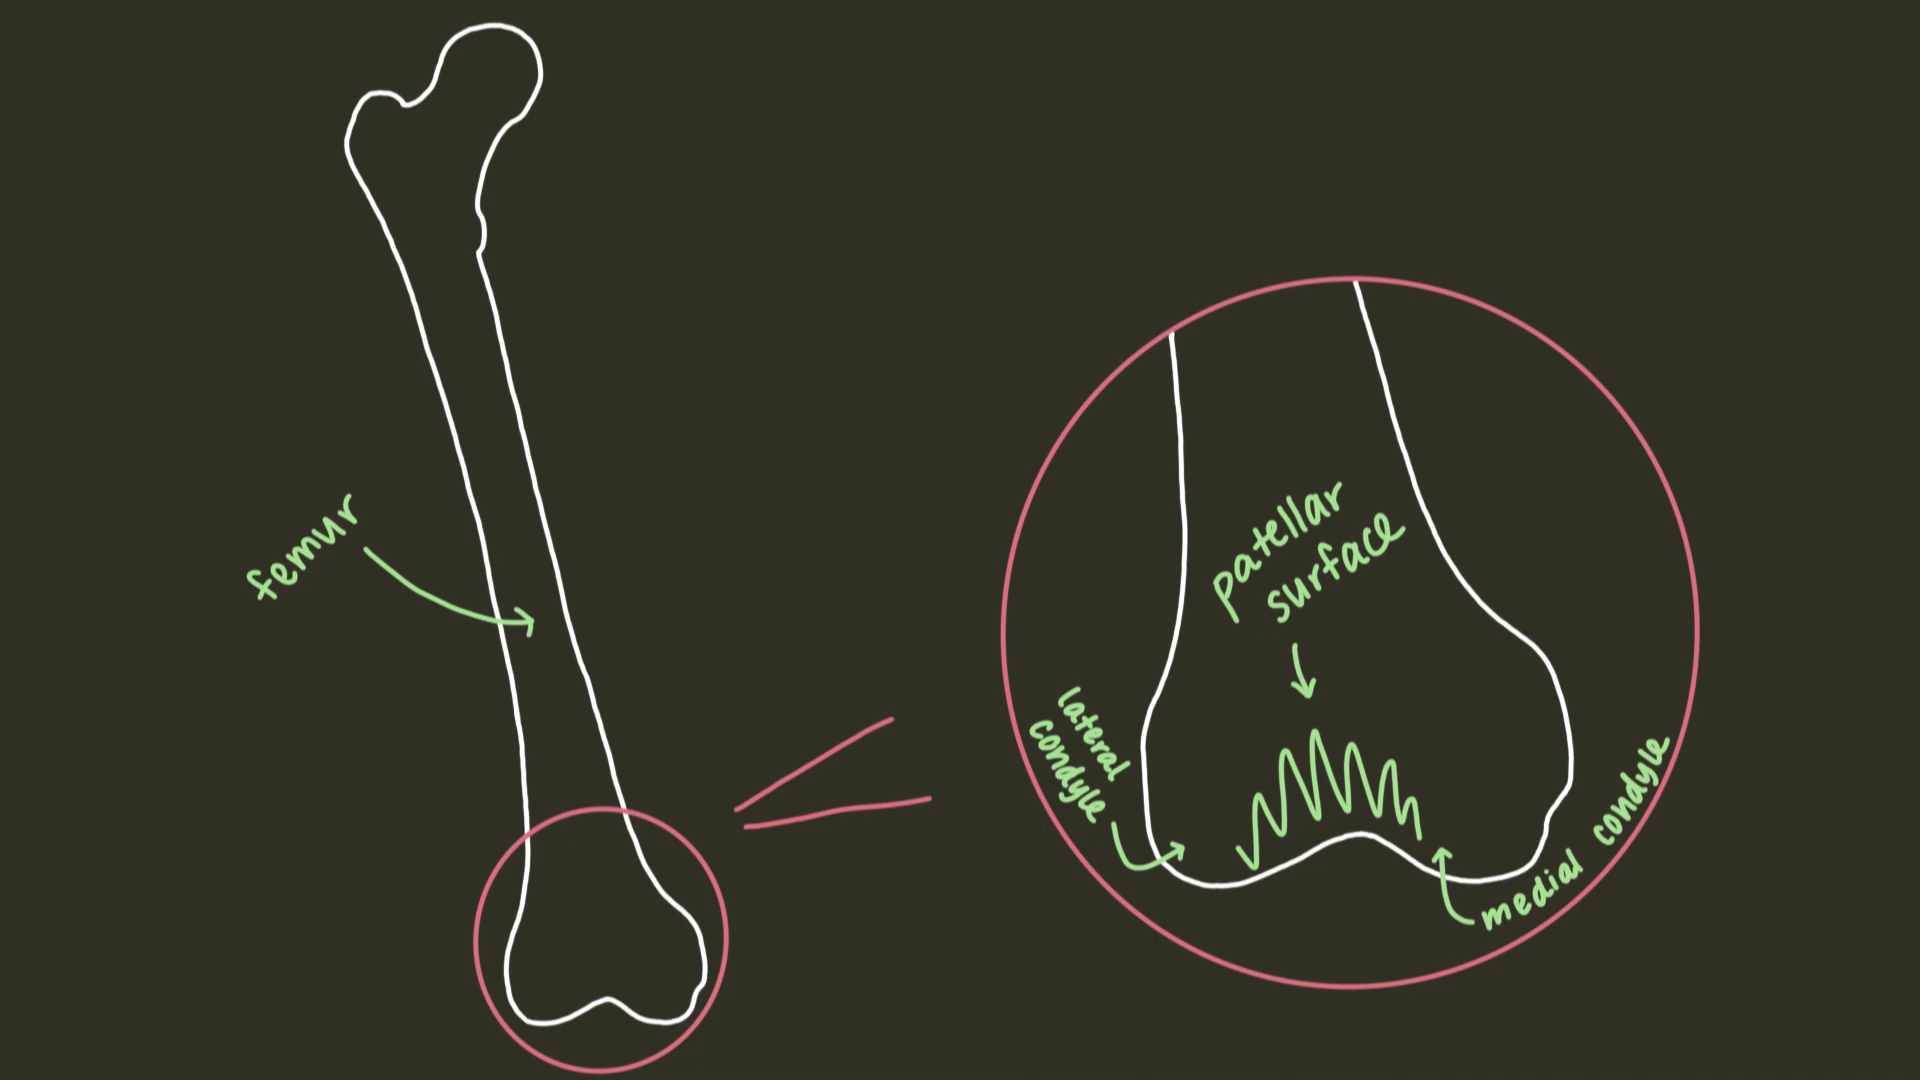 femur
patellar
surface
lateral
condyle
medial condyle